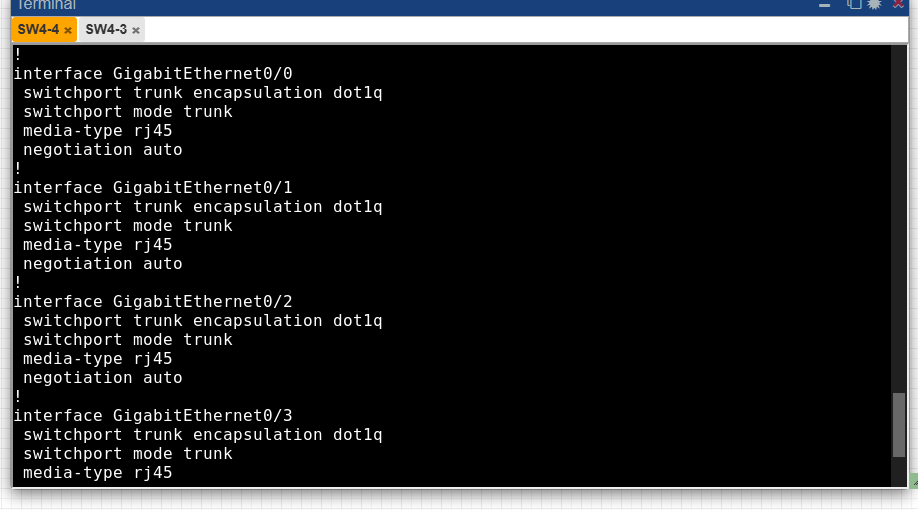 Terminal
SW4-4 × SW4-3 ×
!
interface GigabitEthernet0/0
 switchport trunk encapsulation dot1q
 switchport mode trunk
 media-type rj45
 negotiation auto
!
interface GigabitEthernet0/1
 switchport trunk encapsulation dot1q
 switchport mode trunk
 media-type rj45
 negotiation auto
!
interface GigabitEthernet0/2
 switchport trunk encapsulation dot1q
 switchport mode trunk
 media-type rj45
 negotiation auto
!
interface GigabitEthernet0/3
 switchport trunk encapsulation dot1q
 switchport mode trunk
 media-type rj45